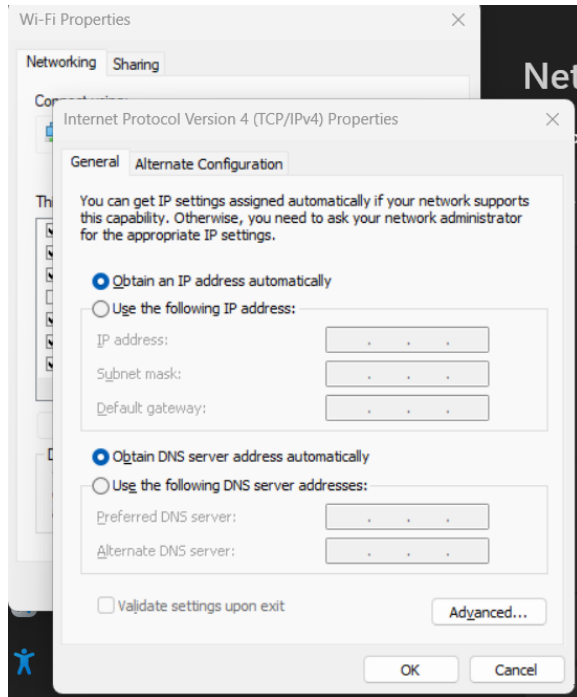 Wi-Fi Properties
Net
Networking Sharing
Internet Protocol Version 4 (TCP/IPv4) Properties
General Alternate Configuration
You can get IP settings assigned automatically if your network supports
this capability. Otherwise, you need to ask your network administrator
for the appropriate IP settings.
Obtain an IP address automatically
Use the following IP address:
IP address:
Subnet mask:
Default gateway:
Obtain DNS server address automatically
Use the following DNS server addresses:
Preferred DNS server:
Alternate DNS server:
Validate settings upon exit
Advanced...
OK Cancel